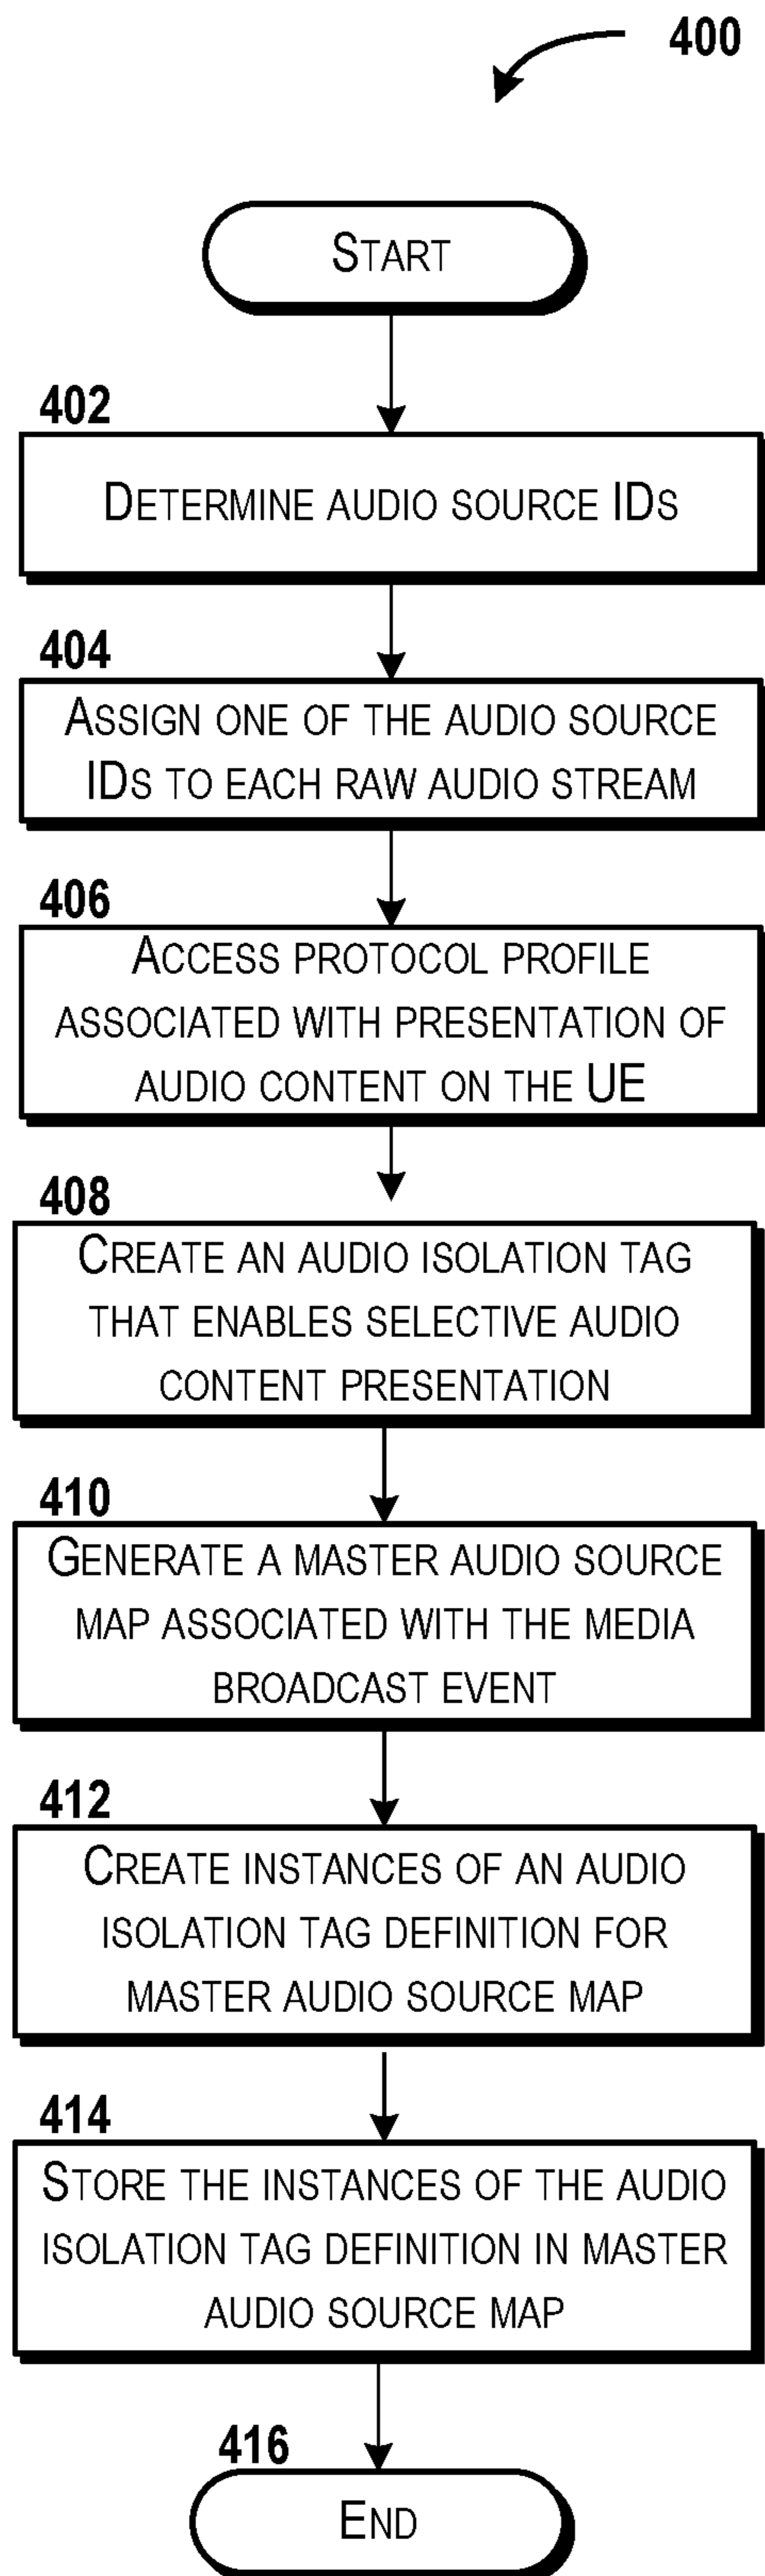 400
START
402
DETERMINE AUDIO SOURCE IDS
404
ASSIGN ONE OF THE AUDIO SOURCE
IDS TO EACH RAW AUDIO STREAM
406
ACCESS PROTOCOL PROFILE
ASSOCIATED WITH PRESENTATION OF
AUDIO CONTENT ON THE UE
408
CREATE AN AUDIO ISOLATION TAG
THAT ENABLES SELECTIVE AUDIO
CONTENT PRESENTATION
410
GENERATE A MASTER AUDIO SOURCE
MAP ASSOCIATED WITH THE MEDIA
BROADCAST EVENT
412
CREATE INSTANCES OF AN AUDIO
ISOLATION TAG DEFINITION FOR
MASTER AUDIO SOURCE MAP
414
STORE THE INSTANCES OF THE AUDIO
ISOLATION TAG DEFINITION IN MASTER
AUDIO SOURCE MAP
416
END